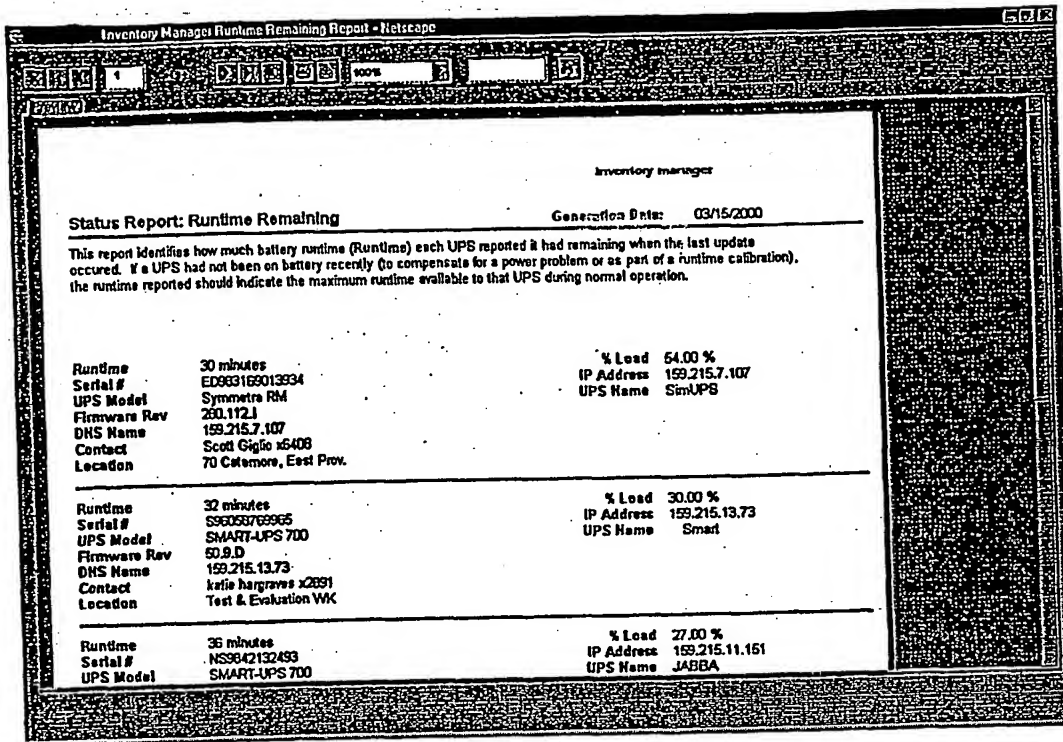 Inventory Manager Runtime Remaining Report - Netscape
1 100%
Preview
Inventory manager
Status Report: Runtime Remaining Generation Date: 03/15/2000
This report identifies how much battery runtime (Runtime) each UPS reported it had remaining when the last update
occured. If a UPS had not been on battery recently (to compensate for a power problem or as part of a runtime calibration),
the runtime reported should indicate the maximum runtime available to that UPS during normal operation.
Runtime 30 minutes % Load 54.00 %
Serial # ED983169013934 IP Address 159.215.7.107
UPS Model Symmetra RM UPS Name SimUPS
Firmware Rev 260.112.I
DNS Name 159.215.7.107
Contact Scott Giglio x5408
Location 70 Catamore, East Prov.
Runtime 32 minutes % Load 30.00 %
Serial # S96058769965 IP Address 159.215.13.73
UPS Model SMART-UPS 700 UPS Name Smart
Firmware Rev 50.9.D
DNS Name 159.215.13.73
Contact katie hargraves x2891
Location Test & Evaluation WK
Runtime 36 minutes % Load 27.00 %
Serial # NS9842132493 IP Address 159.215.11.151
UPS Model SMART-UPS 700 UPS Name JABBA